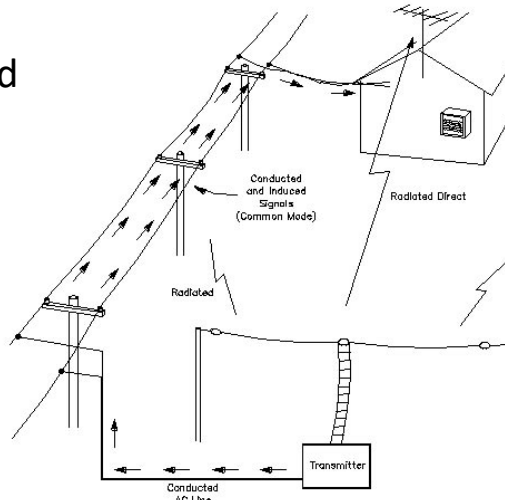 d
Conducted
and Induced
Signals
(Common Mode)
Radiated Direct
Radiated
Transmitter
Conducted
AC Line